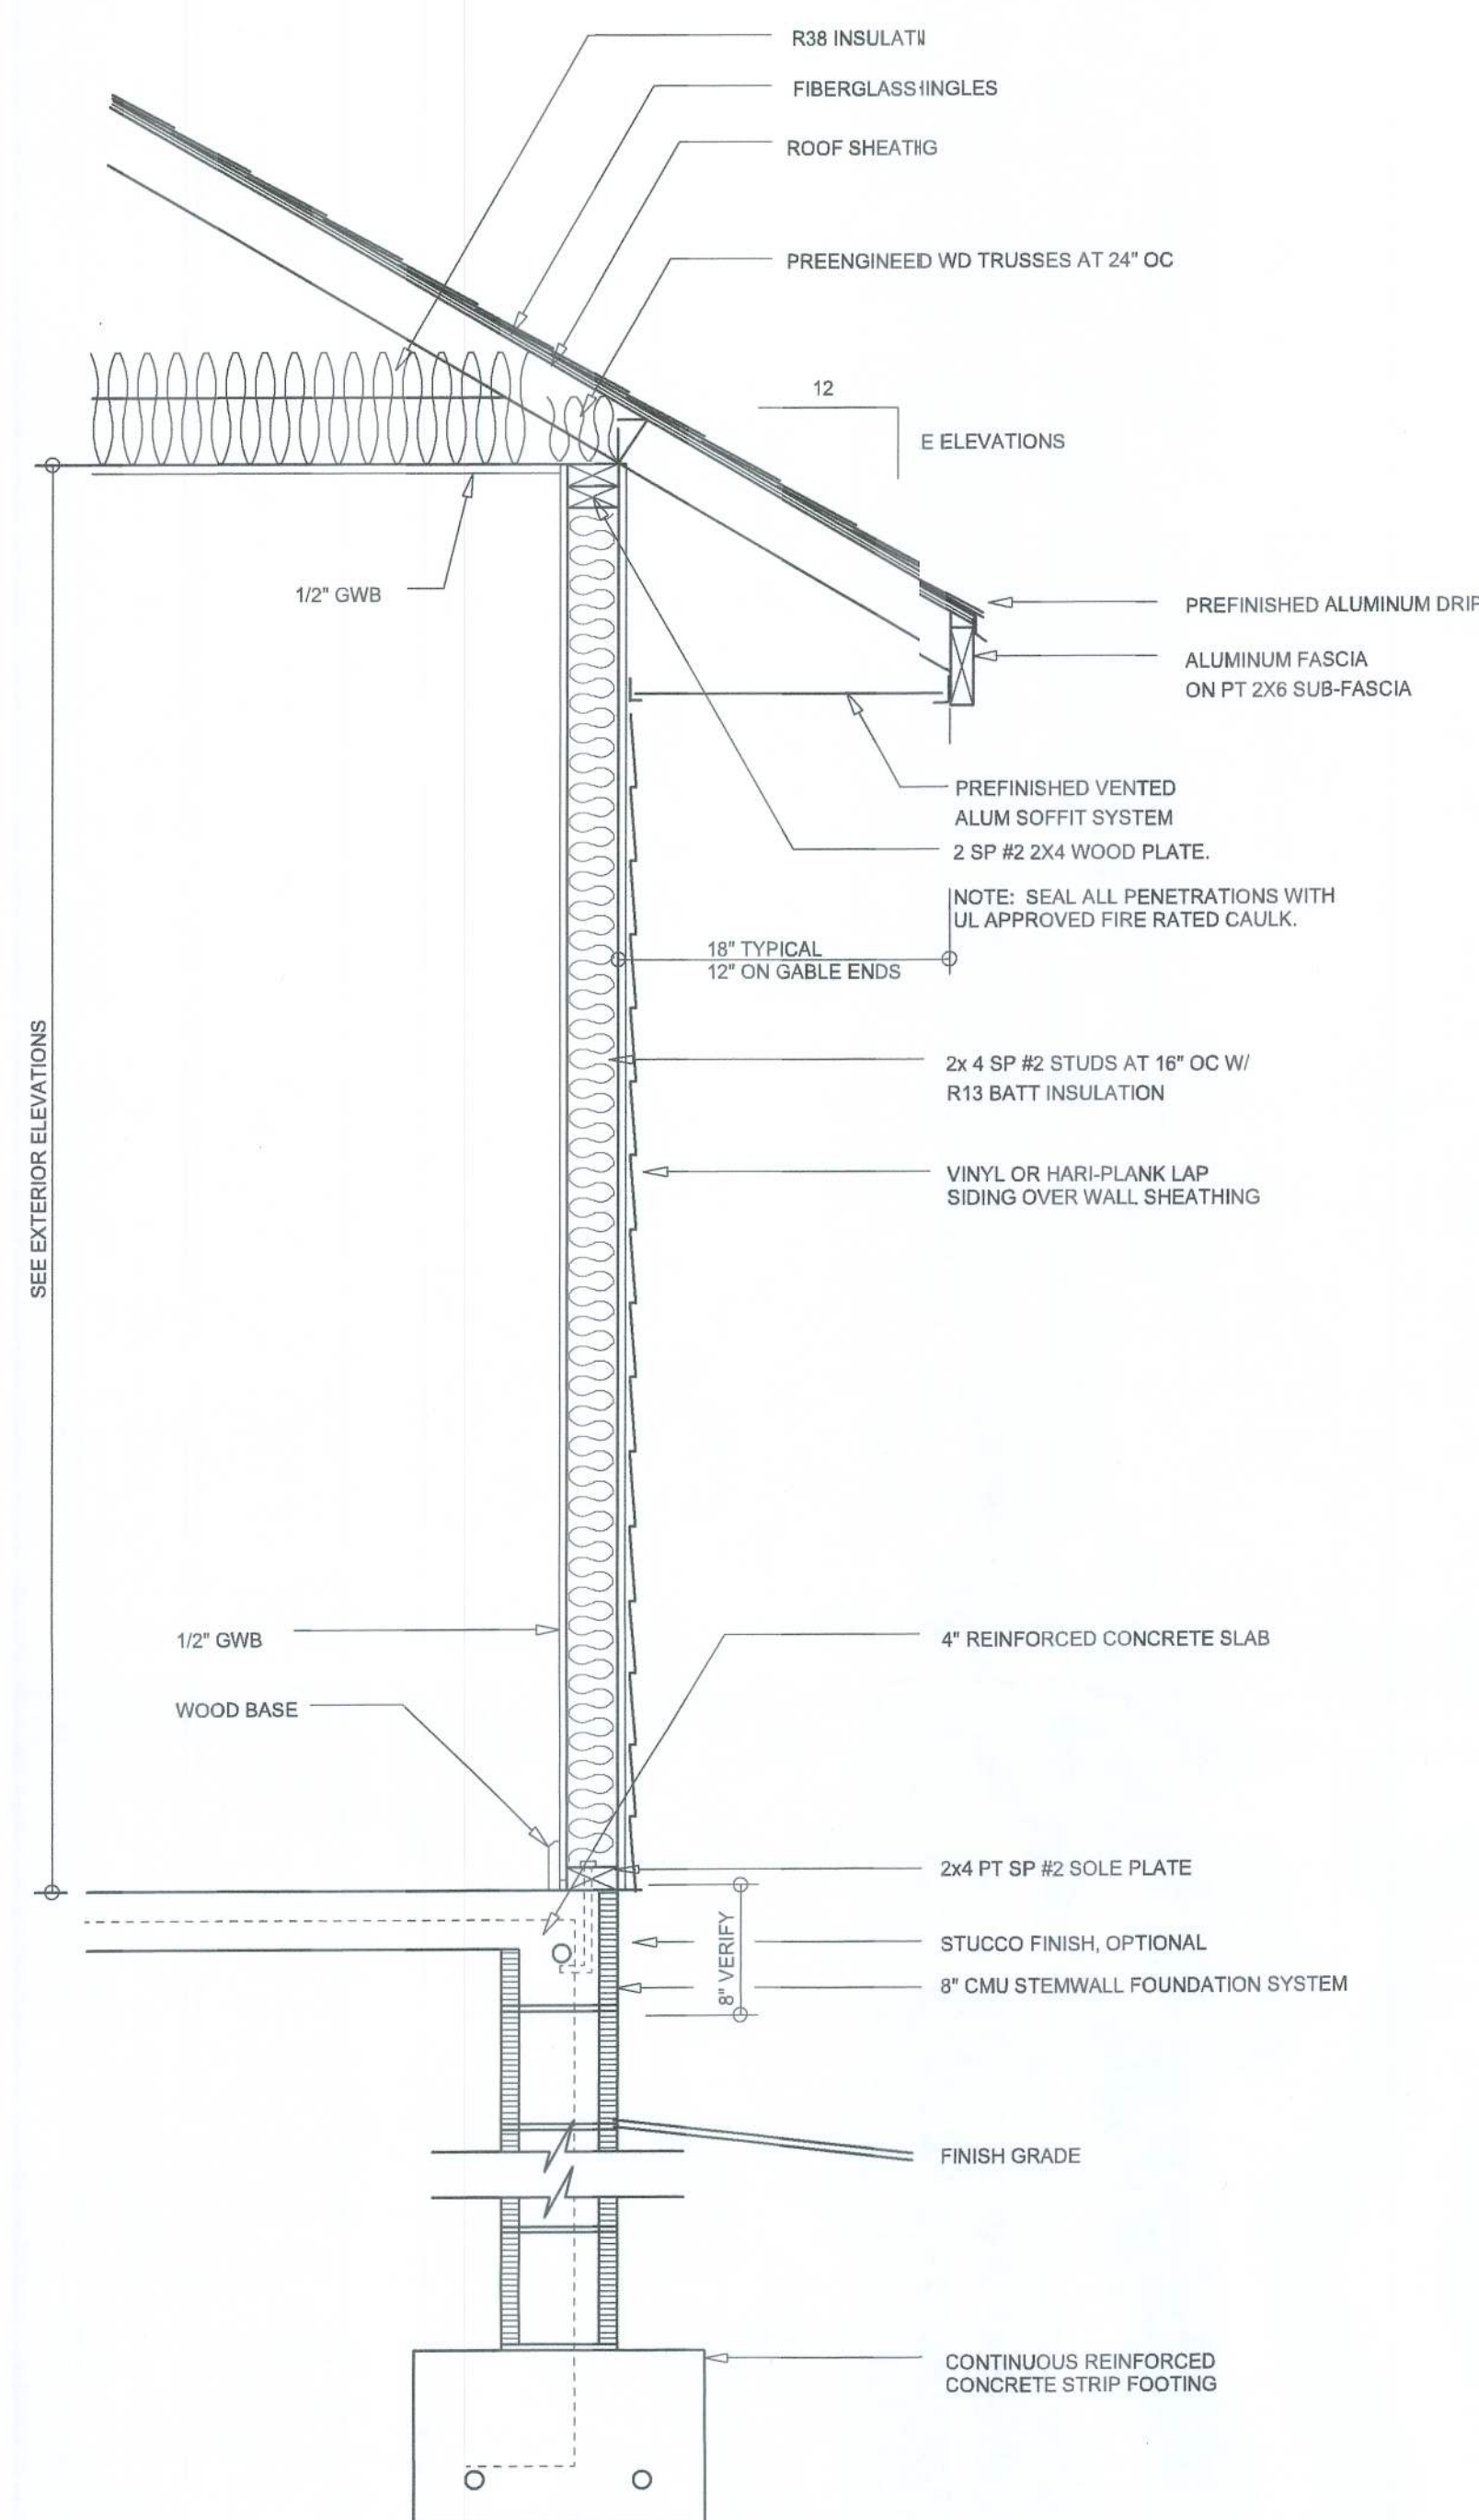 R38 INSULATN
FIBERGLASS HINGLES
ROOF SHEATHG
PREENGINEED WD TRUSSES AT 24" OC
12
E ELEVATIONS
1/2" GWB
PREFINISHED ALUMINUM DRIP
ALUMINUM FASCIA
ON PT 2X6 SUB-FASCIA
PREFINISHED VENTED
ALUM SOFFIT SYSTEM
2 SP #2 2X4 WOOD PLATE.
NOTE: SEAL ALL PENETRATIONS WITH
UL APPROVED FIRE RATED CAULK.
18" TYPICAL
12" ON GABLE ENDS
SEE EXTERIOR ELEVATIONS
2x 4 SP #2 STUDS AT 16" OC W/
R13 BATT INSULATION
VINYL OR HARI-PLANK LAP
SIDING OVER WALL SHEATHING
1/2" GWB
4" REINFORCED CONCRETE SLAB
WOOD BASE
2x4 PT SP #2 SOLE PLATE
8" VERIFY
STUCCO FINISH, OPTIONAL
8" CMU STEMWALL FOUNDATION SYSTEM
FINISH GRADE
CONTINUOUS REINFORCED
CONCRETE STRIP FOOTING